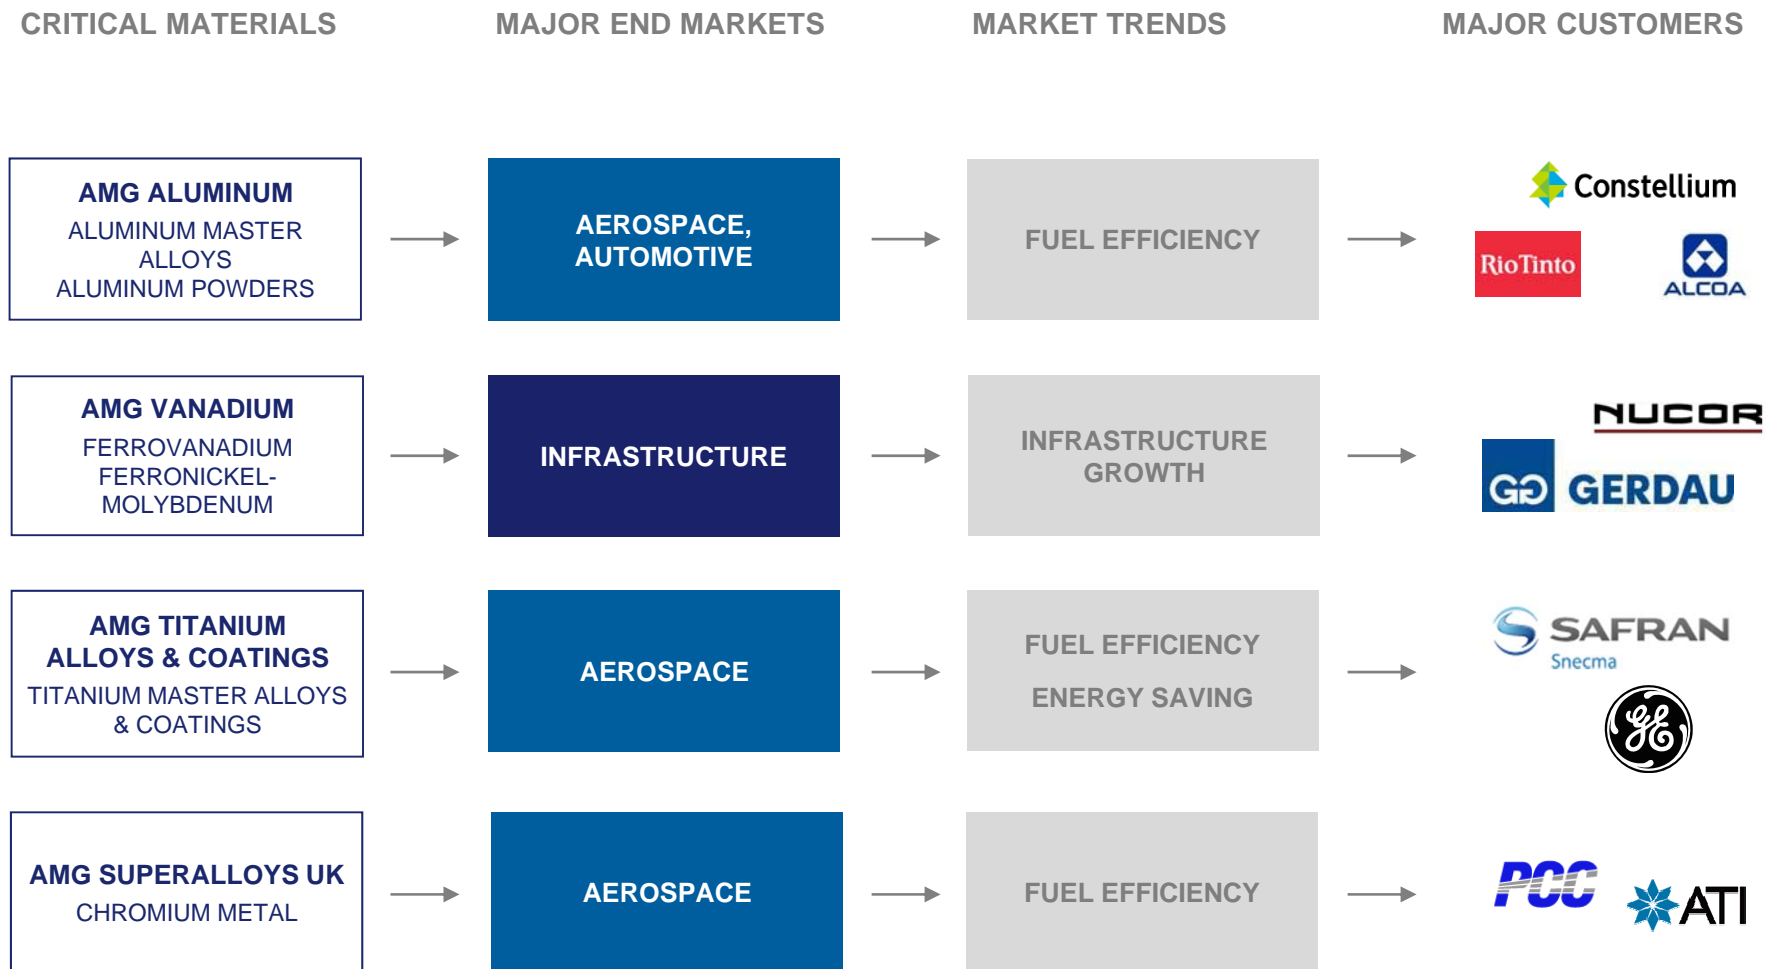 CRITICAL MATERIALS
MAJOR END MARKETS
MARKET TRENDS
MAJOR CUSTOMERS
AMG ALUMINUM
ALUMINUM MASTER
ALLOYS
ALUMINUM POWDERS
AEROSPACE,
AUTOMOTIVE
FUEL EFFICIENCY
Constellium
RioTinto
ALCOA
AMG VANADIUM
FERROVANADIUM
FERRONICKEL-
MOLYBDENUM
INFRASTRUCTURE
INFRASTRUCTURE
GROWTH
NUCOR
GG GERDAU
AMG TITANIUM
ALLOYS & COATINGS
TITANIUM MASTER ALLOYS
& COATINGS
AEROSPACE
FUEL EFFICIENCY
ENERGY SAVING
SAFRAN
Snecma
GE
AMG SUPERALLOYS UK
CHROMIUM METAL
AEROSPACE
FUEL EFFICIENCY
PCC
ATI